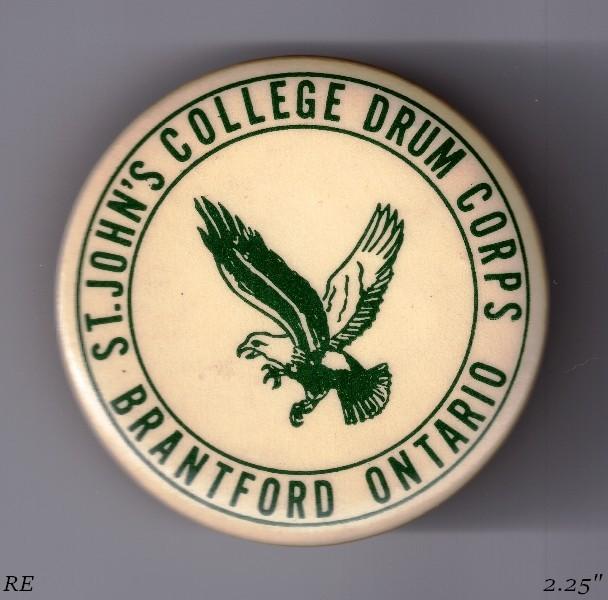 ST. JOHN'S COLLEGE DRUM CORPS
BRANTFORD ONTARIO
RE
2.25"